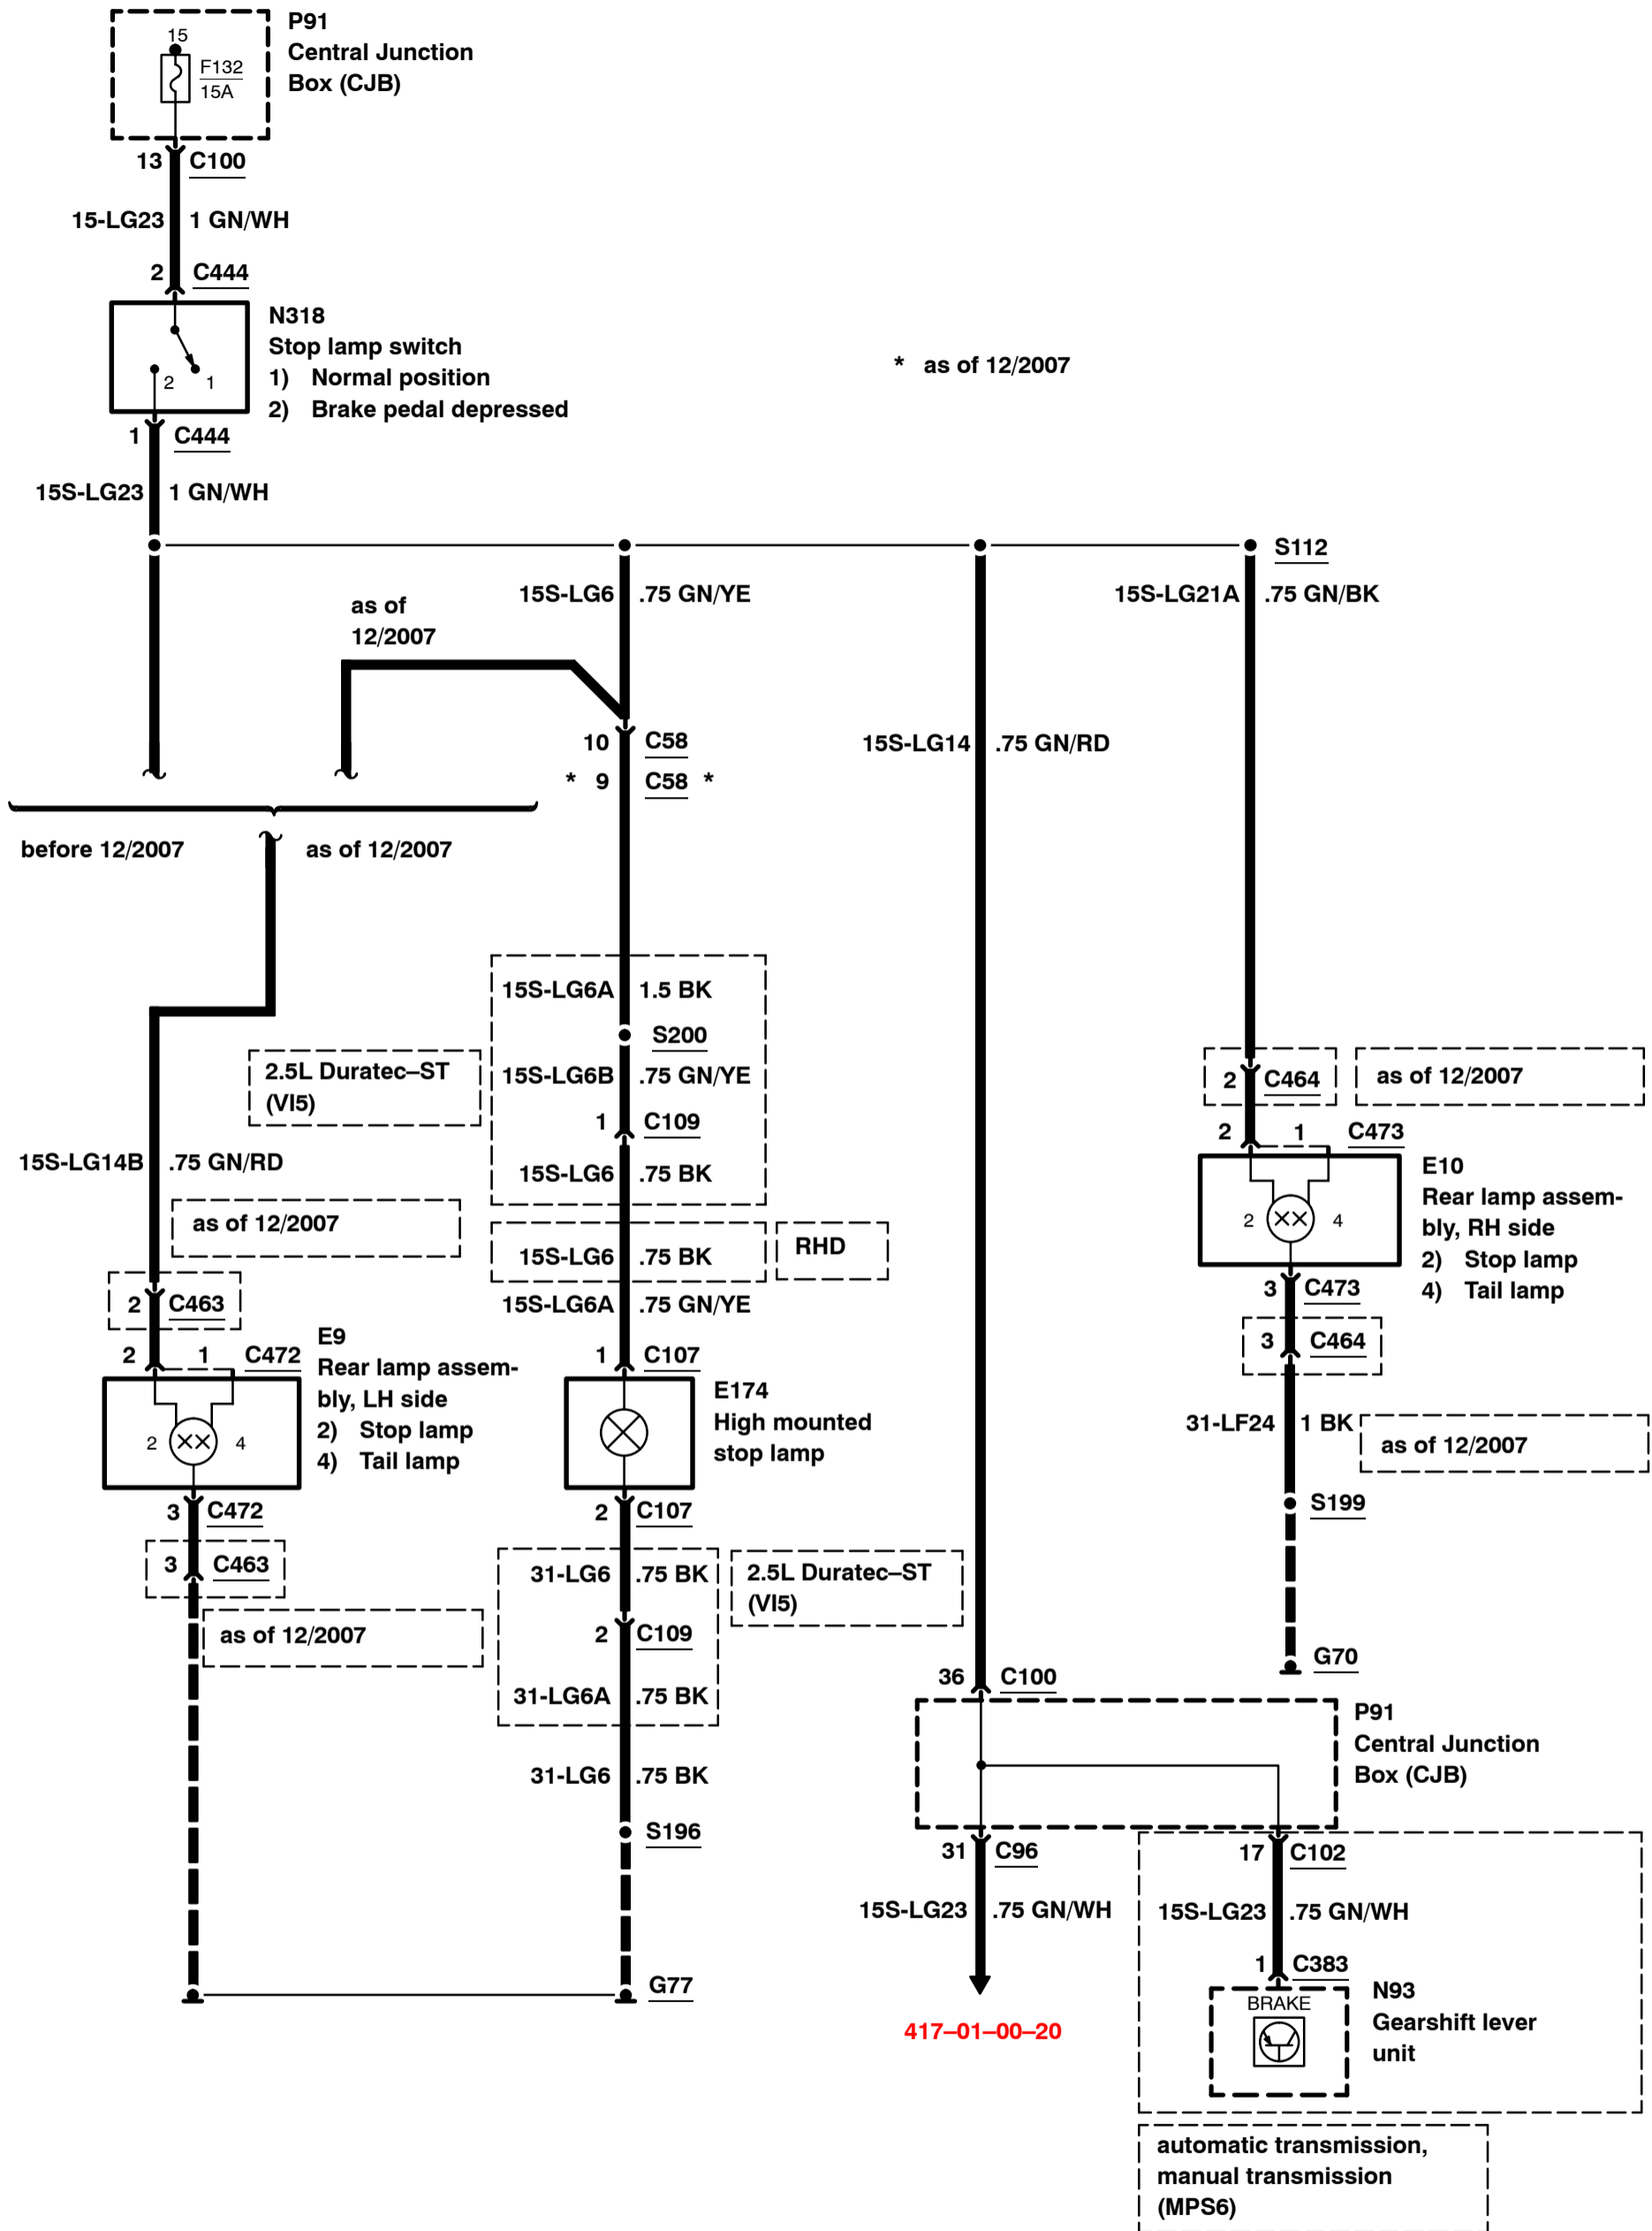 P91
Central Junction
Box (CJB)
15
F132
15A
13 C100
15-LG23 1 GN/WH
2 C444
N318
Stop lamp switch
1) Normal position
2) Brake pedal depressed
2 1
* as of 12/2007
1 C444
15S-LG23 1 GN/WH
S112
15S-LG6 .75 GN/YE
15S-LG21A .75 GN/BK
as of
12/2007
10 C58
* 9 C58 *
15S-LG14 .75 GN/RD
before 12/2007 as of 12/2007
15S-LG6A 1.5 BK
S200
2.5L Duratec–ST
(VI5)
15S-LG6B .75 GN/YE
1 C109
15S-LG6 .75 BK
2 C464
as of 12/2007
2 1 C473
15S-LG14B .75 GN/RD
as of 12/2007
15S-LG6 .75 BK
RHD
15S-LG6A .75 GN/YE
E10
Rear lamp assem-
bly, RH side
2) Stop lamp
4) Tail lamp
2 4
2 C463
3 C473
3 C464
2 1 C472
E9
Rear lamp assem-
bly, LH side
2) Stop lamp
4) Tail lamp
2 4
1 C107
E174
High mounted
stop lamp
31-LF24 1 BK
as of 12/2007
3 C472
2 C107
S199
3 C463
31-LG6 .75 BK
2.5L Duratec–ST
(VI5)
as of 12/2007
2 C109
G70
31-LG6A .75 BK
36 C100
P91
Central Junction
Box (CJB)
31-LG6 .75 BK
S196
31 C96
17 C102
15S-LG23 .75 GN/WH
15S-LG23 .75 GN/WH
1 C383
G77
BRAKE
N93
Gearshift lever
unit
417–01–00–20
automatic transmission,
manual transmission
(MPS6)